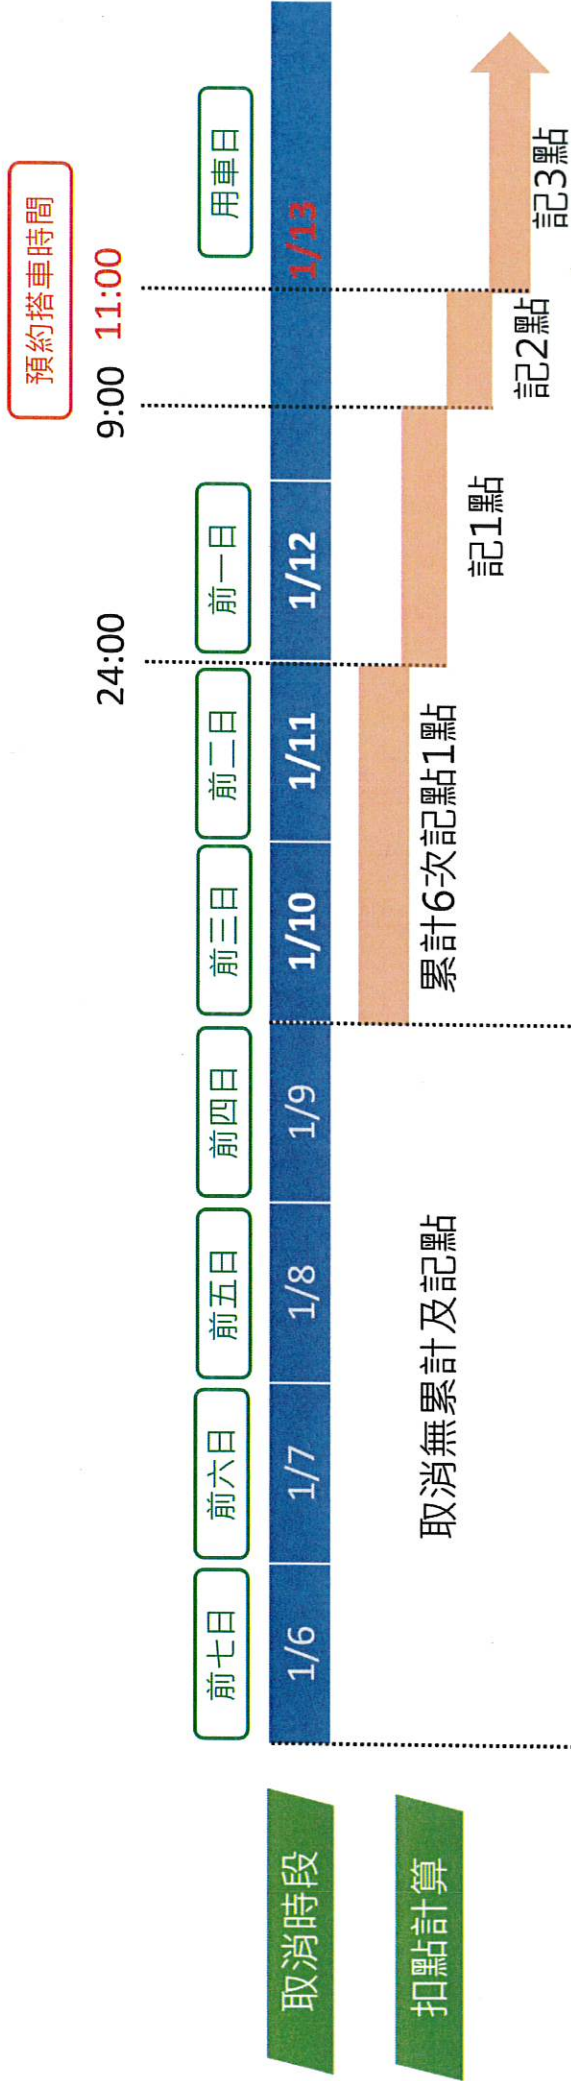 預約搭車時間
24:00
9:00
11:00
前七日
前六日
前五日
前四日
前三日
前二日
前一日
用車日
取消時段
1/6
1/7
1/8
1/9
1/10
1/11
1/12
1/13
扣點計算
取消無累計及記點
累計6次記點1點
記1點
記2點
記3點